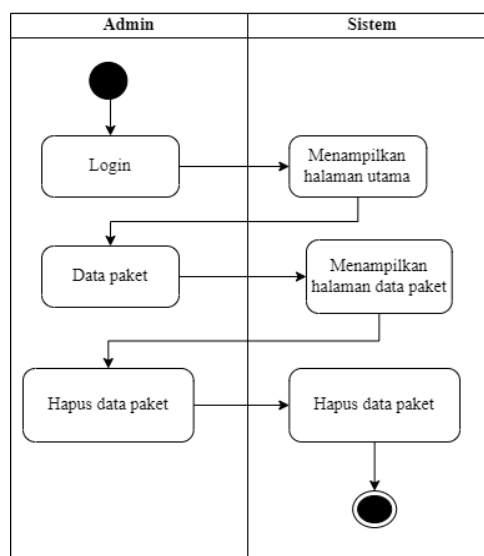 Admin
Sistem
Login
Menampilkan
halaman utama
Data paket
Menampilkan
halaman data paket
Hapus data paket
Hapus data paket